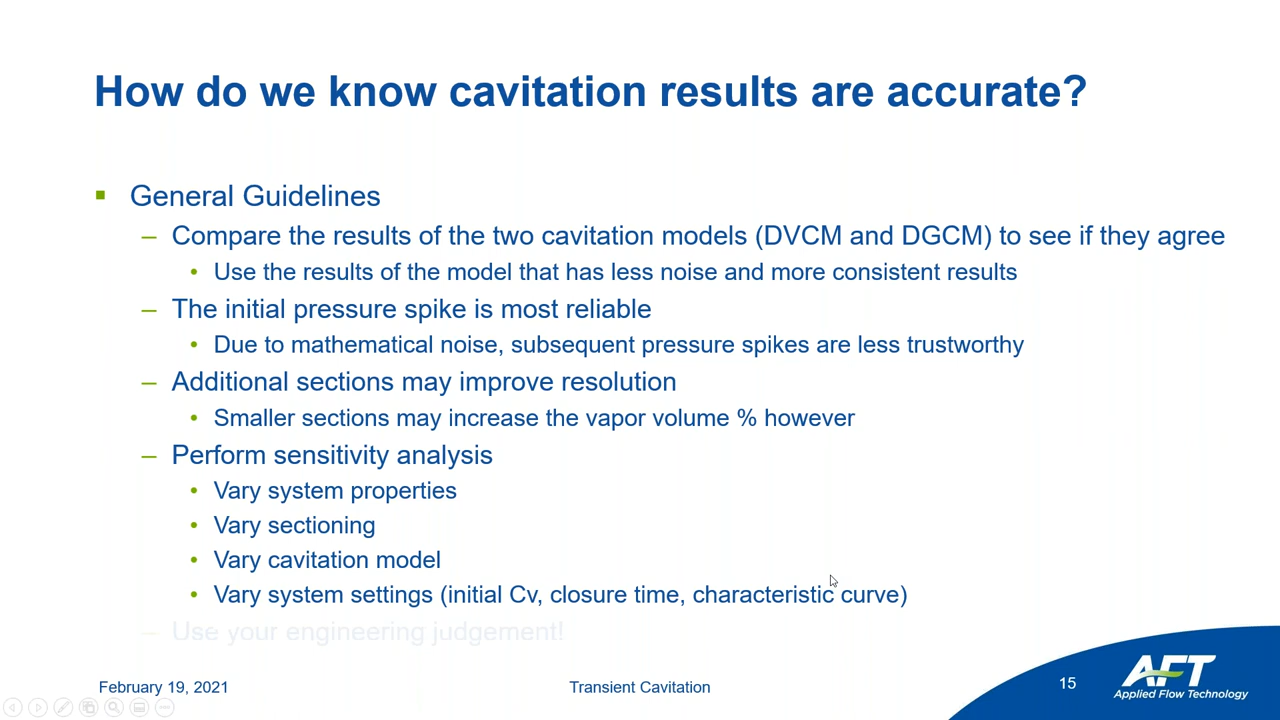 How do we know cavitation results are accurate?
▪ General Guidelines
– Compare the results of the two cavitation models (DVCM and DGCM) to see if they agree
• Use the results of the model that has less noise and more consistent results
– The initial pressure spike is most reliable
• Due to mathematical noise, subsequent pressure spikes are less trustworthy
– Additional sections may improve resolution
• Smaller sections may increase the vapor volume % however
– Perform sensitivity analysis
• Vary system properties
• Vary sectioning
• Vary cavitation model
• Vary system settings (initial Cv, closure time, characteristic curve)
– Use your engineering judgement!
February 19, 2021
Transient Cavitation
15
AFT
Applied Flow Technology